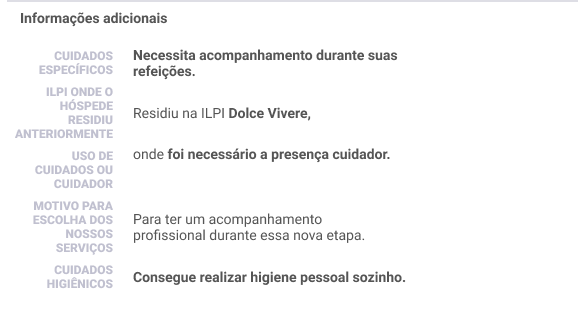 Informações adicionais
CUIDADOS
ESPECÍFICOS
Necessita acompanhamento durante suas
refeições.
ILPI ONDE O
HÓSPEDE
RESIDIU
ANTERIORMENTE
Residiu na ILPI Dolce Vivere,
USO DE
CUIDADOS OU
CUIDADOR
onde foi necessário a presença cuidador.
MOTIVO PARA
ESCOLHA DOS
NOSSOS
SERVIÇOS
Para ter um acompanhamento
profissional durante essa nova etapa.
CUIDADOS
HIGIÊNICOS
Consegue realizar higiene pessoal sozinho.